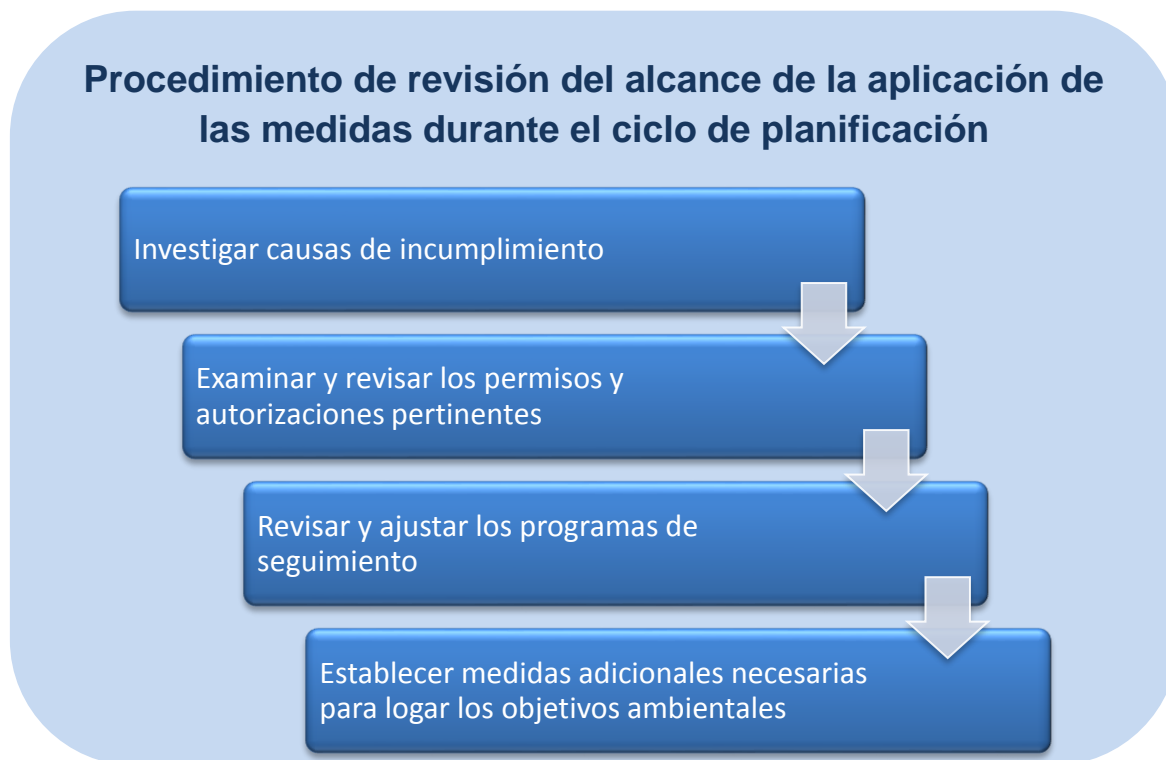 Procedimiento de revisión del alcance de la aplicación de
las medidas durante el ciclo de planificación
Investigar causas de incumplimiento
Examinar y revisar los permisos y
autorizaciones pertinentes
Revisar y ajustar los programas de
seguimiento
Establecer medidas adicionales necesarias
para logar los objetivos ambientales